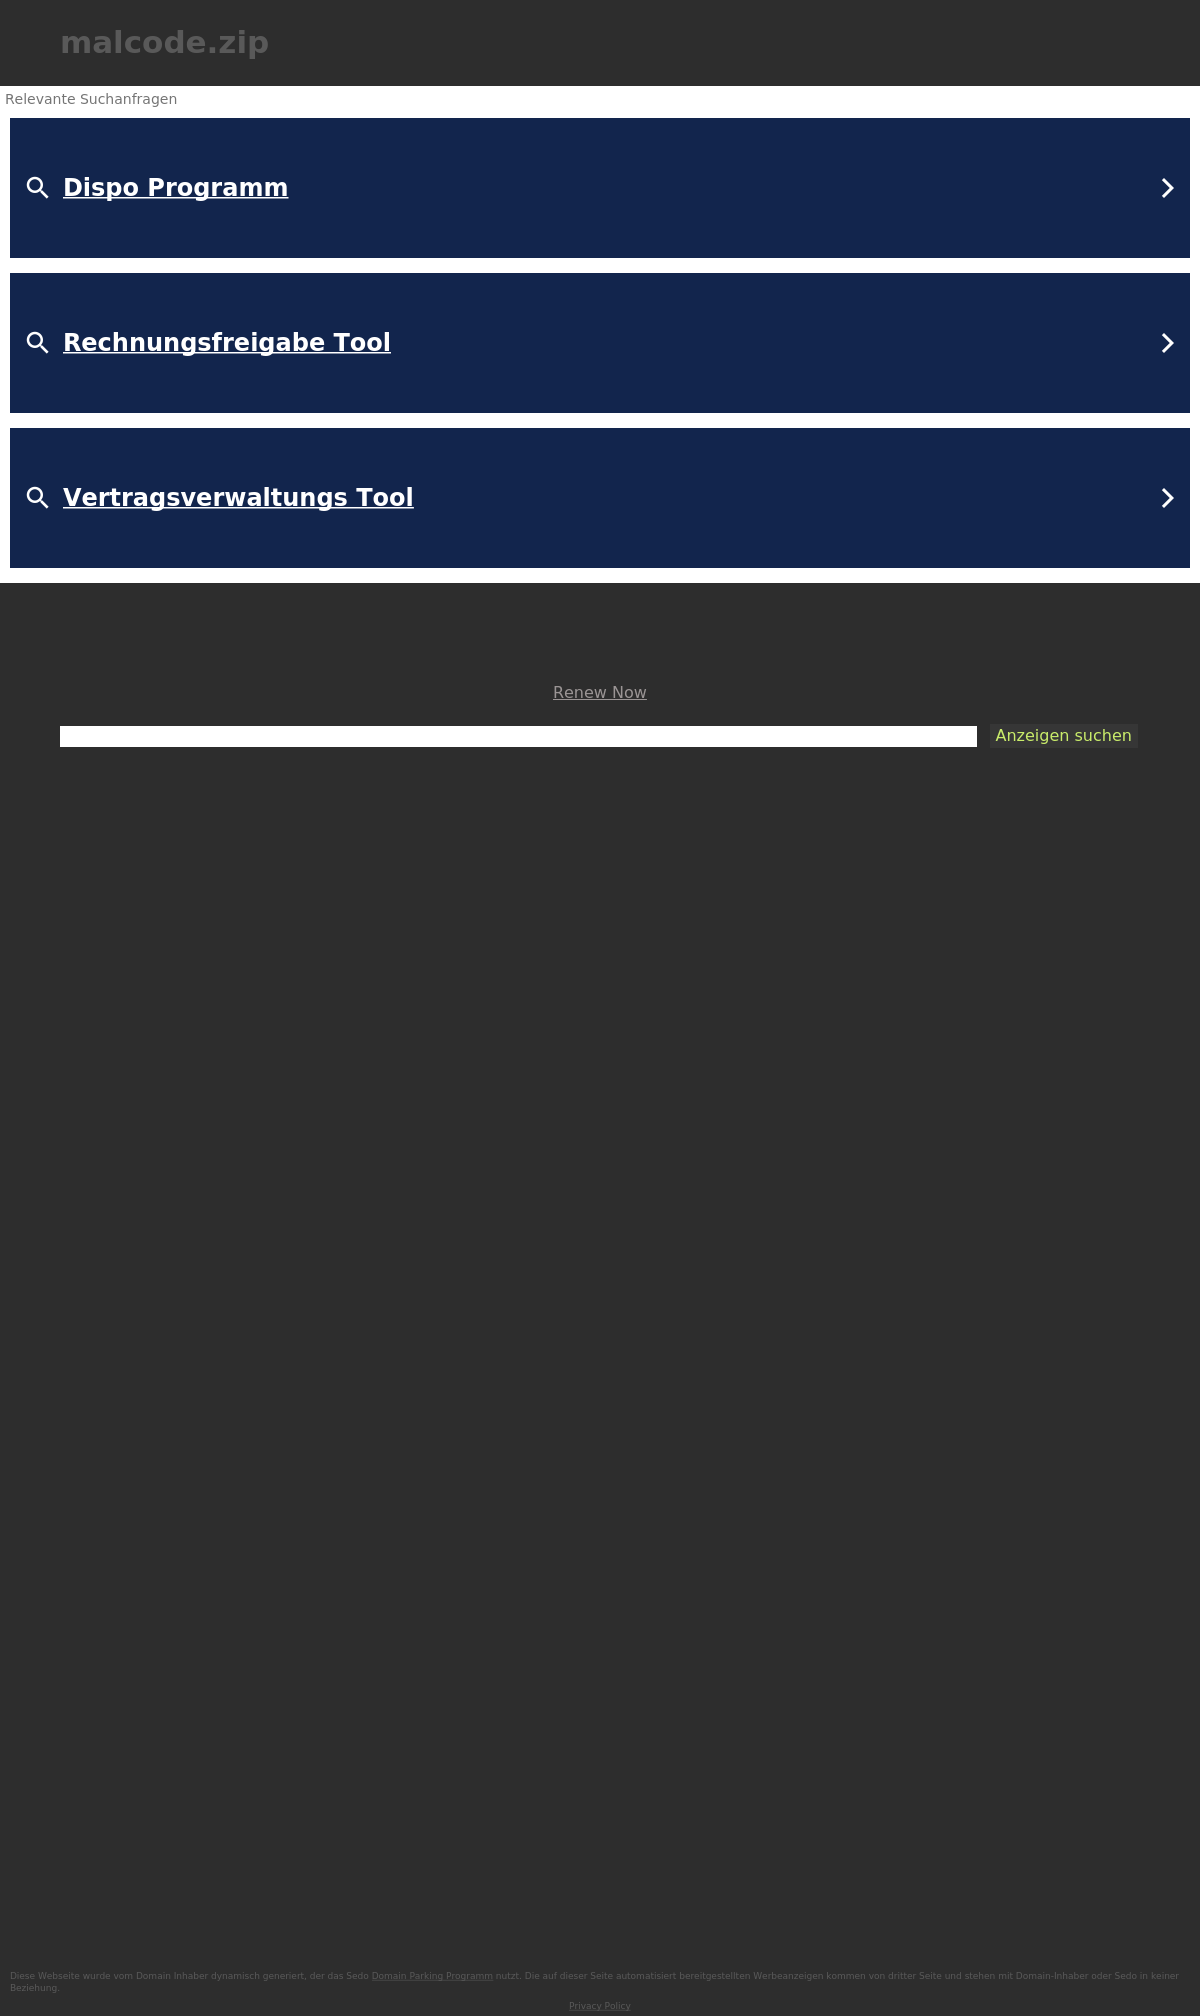 malcode.zip
Relevante Suchanfragen
Dispo Programm
Rechnungsfreigabe Tool
Vertragsverwaltungs Tool
Renew Now
Anzeigen suchen
Diese Webseite wurde vom Domain Inhaber dynamisch generiert, der das Sedo Domain Parking Programm nutzt. Die auf dieser Seite automatisiert bereitgestellten Werbeanzeigen kommen von dritter Seite und stehen mit Domain-Inhaber oder Sedo in keiner
Beziehung.
Privacy Policy